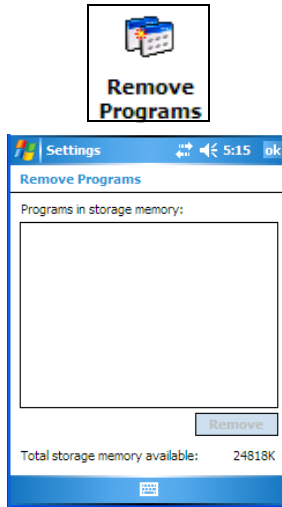 Remove
Programs
Settings 5:15 ok
Remove Programs
Programs in storage memory:
Remove
Total storage memory available: 24818K